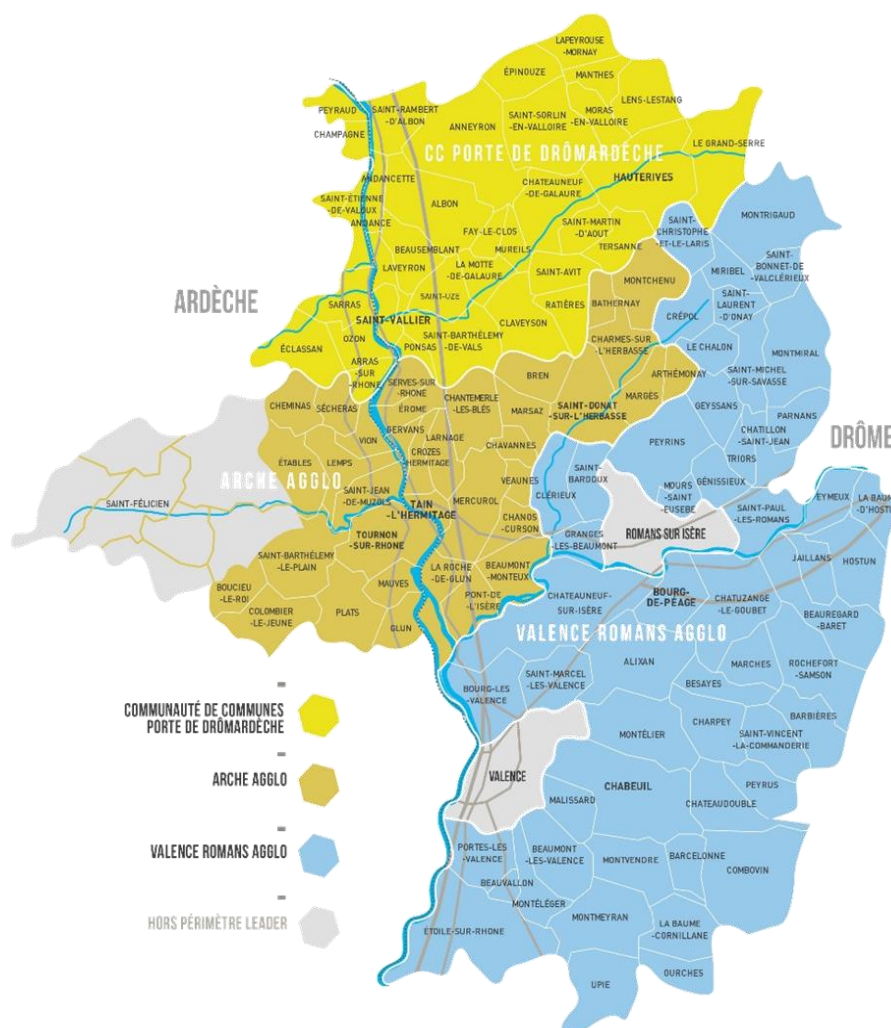 LAPEYROUSE
-MORNAY
ÉPINOUZE
MANTHES
LENS-LESTANG
PEYRAUD
SAINT-RAMBERT
-D'ALBON
CHAMPAGNE
ANNEYRON
SAINT-SORLIN
-EN-VALLOIRE
MORAS
-EN-VALLOIRE
CC PORTE DE DRÔMARDÈCHE
LE GRAND-SERRE
ANDANCETTE
CHATEAUNEUF
-DE-GALAURE
HAUTERIVES
SAINT-ÉTIENNE
-DE-VALOUX
ANDANCE
ALBON
FAY-LE-CLOS
SAINT-MARTIN
-D'AOUT
SAINT-
CHRISTOPHE
-ET-LE-LARIS
MONTRIGAUD
BEAUSEMBLANT
MUREILS
TERSANNE
LAVEYRON
LA MOTTE
-DE-GALAURE
SAINT-AVIT
MONTCHENU
MIRIBEL
SAINT-
BONNET-DE-
VALCLÉRIEUX
ARDÈCHE
SARRAS
SAINT-UZE
RATIÈRES
BATHERNAY
SAINT-
LAURENT
-D'ONAY
SAINT-VALLIER
CLAVEYSON
CRÉPOL
ÉCLASSAN
OZON
PONSAS
SAINT-BARTHÉLEMY
-DE-VALS
CHARMES-SUR
-L'HERBASSE
LE CHALON
MONTMIRAL
ARRAS
-SUR
-RHONE
SERVES-SUR
-RHONE
BREN
ARTHÉMONAY
SAINT-MICHEL
-SUR-SAVASSE
CHEMINAS
SÉCHERAS
ÉROME
CHANTEMERLE
-LES-BLÉS
MARSAZ
SAINT-DONAT
-SUR-L'HERBASSE
MARGÈS
GEYSSANS
PARNANS
GERVANS
VION
LARNAGE
CHAVANNES
PEYRINS
CHATILLON
-SAINT-JEAN
DRÔME
CROZES
HERMITAGE
TRIORS
ÉTABLES
LEMPS
ARCHE AGGLO
VEAUNES
SAINT-
BARDOUX
CLÉRIEUX
GÉNISSIEUX
SAINT-JEAN
-DE-MUZOLS
MERCUROL
MOURS
-SAINT
EUSEBE
SAINT-PAUL
-LES-ROMANS
EYMEUX
LA BAUME
-D'HOSTUN
SAINT-FÉLICIEN
TAIN
-L'HERMITAGE
CHANOS
-CURSON
ROMANS SUR ISÈRE
TOURNON
-SUR-RHONE
GRANGES
-LES-BEAUMONT
SAINT-BARTHÉLEMY
-LE-PLAIN
LA ROCHE
-DE-GLUN
BEAUMONT
-MONTEUX
JAILLANS
HOSTUN
BOUCIEU
-LE-ROI
MAUVES
PONT-DE
-L'ISÈRE
CHATEAUNEUF
-SUR-ISÈRE
BOURG-
DE-PÉAGE
CHATUZANGE
-LE-GOUBET
COLOMBIER
-LE-JEUNE
PLATS
GLUN
VALENCE ROMANS AGGLO
BEAUREGARD
-BARET
SAINT-MARCEL
-LES-VALENCE
ALIXAN
MARCHES
ROCHEFORT
-SAMSON
BOURG-LES
-VALENCE
BESAYES
COMMUNAUTÉ DE COMMUNES
PORTE DE DRÔMARDÈCHE
BARBIÈRES
CHARPEY
MONTÉLIER
SAINT-VINCENT
-LA-COMMANDERIE
ARCHE AGGLO
VALENCE
CHABEUIL
PEYRUS
MALISSARD
CHATEAUDOUBLE
VALENCE ROMANS AGGLO
PORTES-LES
-VALENCE
BEAUMONT
-LES-VALENCE
MONTVENDRE
BARCELONNE
COMBOVIN
BEAUVALLON
MONTÉLÉGER
HORS PÉRIMÈTRE LEADER
ETOILE-SUR-RHONE
MONTMEYRAN
LA BAUME
-CORNILLANE
UPIE
OURCHES